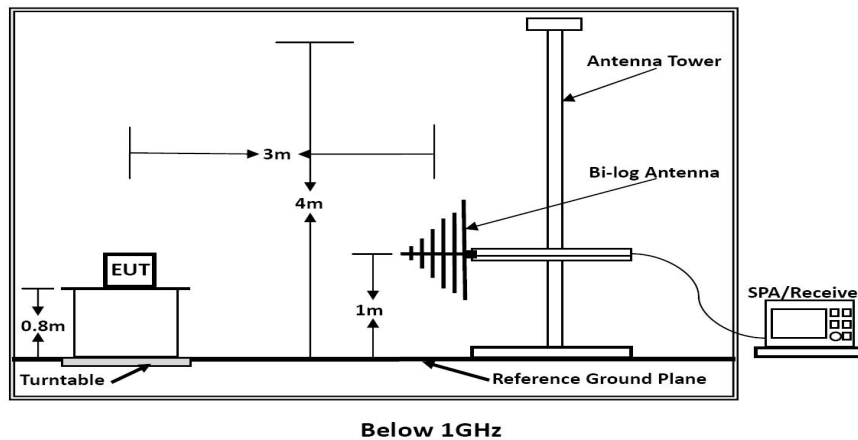 Antenna Tower
3m
Bi-log Antenna
4m
EUT
1m
0.8m
SPA/Receive
Turntable
Reference Ground Plane
Below 1GHz